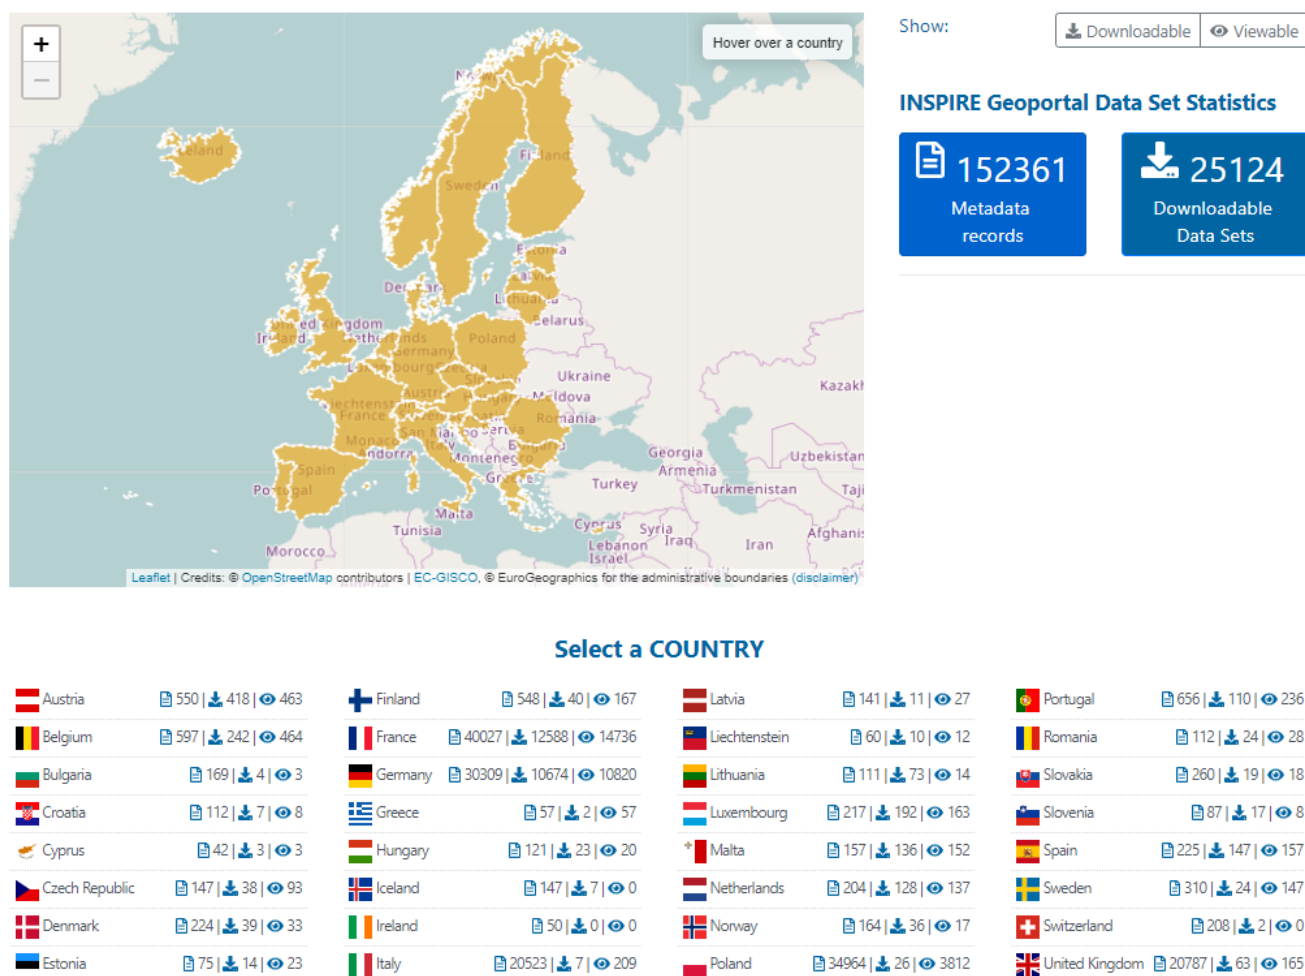 +
−
Hover over a country
Show:
Downloadable
Viewable
INSPIRE Geoportal Data Set Statistics
152361
Metadata
records
25124
Downloadable
Data Sets
Finland
Sweden
Estonia
Denmark
Lithuania
Belarus
United Kingdom
Ireland
Netherlands
Poland
Germany
Ukraine
Kazakh
Moldova
France
Romania
San Mar
Monaco
Italy
Andorra
Montenegro
Georgia
Armenia
Uzbekistan
Spain
Portugal
Greece
Turkey
Turkmenistan
Taji
Malta
Tunisia
Cyprus
Syria
Afghanis
Morocco
Lebanon
Iraq
Iran
Israel
Leaflet | Credits: © OpenStreetMap contributors | EC-GISCO, © EuroGeographics for the administrative boundaries (disclaimer)
Select a COUNTRY
Austria 550 | 418 | 463
Finland 548 | 40 | 167
Latvia 141 | 11 | 27
Portugal 656 | 110 | 236
Belgium 597 | 242 | 464
France 40027 | 12588 | 14736
Liechtenstein 60 | 10 | 12
Romania 112 | 24 | 28
Bulgaria 169 | 4 | 3
Germany 30309 | 10674 | 10820
Lithuania 111 | 73 | 14
Slovakia 260 | 19 | 18
Croatia 112 | 7 | 8
Greece 57 | 2 | 57
Luxembourg 217 | 192 | 163
Slovenia 87 | 17 | 8
Cyprus 42 | 3 | 3
Hungary 121 | 23 | 20
Malta 157 | 136 | 152
Spain 225 | 147 | 157
Czech Republic 147 | 38 | 93
Iceland 147 | 7 | 0
Netherlands 204 | 128 | 137
Sweden 310 | 24 | 147
Denmark 224 | 39 | 33
Ireland 50 | 0 | 0
Norway 164 | 36 | 17
Switzerland 208 | 2 | 0
Estonia 75 | 14 | 23
Italy 20523 | 7 | 209
Poland 34964 | 26 | 3812
United Kingdom 20787 | 63 | 165